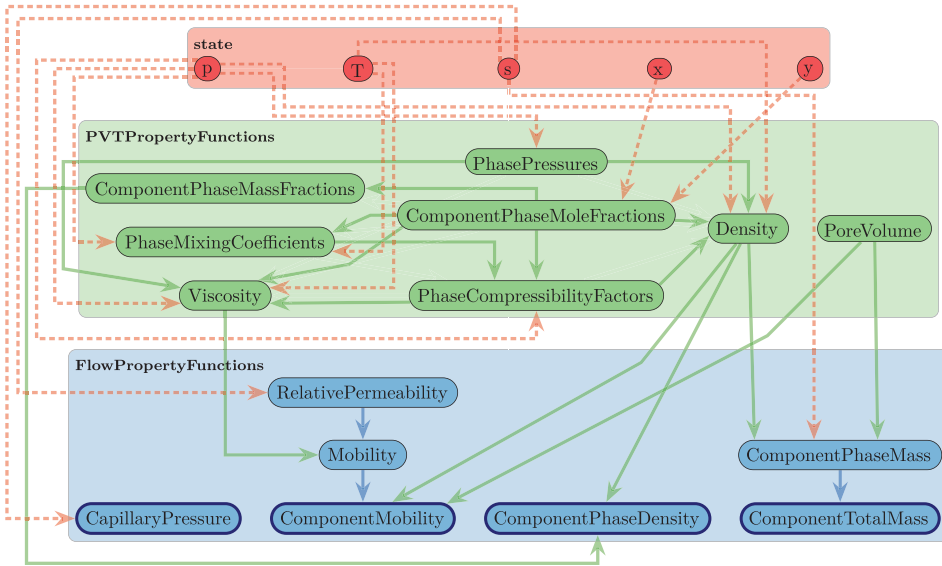 state
p T s x y
PVTPropertyFunctions
PhasePressures
ComponentPhaseMassFractions
ComponentPhaseMoleFractions
PhaseMixingCoefficients Density PoreVolume
Viscosity PhaseCompressibilityFactors
FlowPropertyFunctions
RelativePermeability
Mobility ComponentPhaseMass
CapillaryPressure ComponentMobility ComponentPhaseDensity ComponentTotalMass